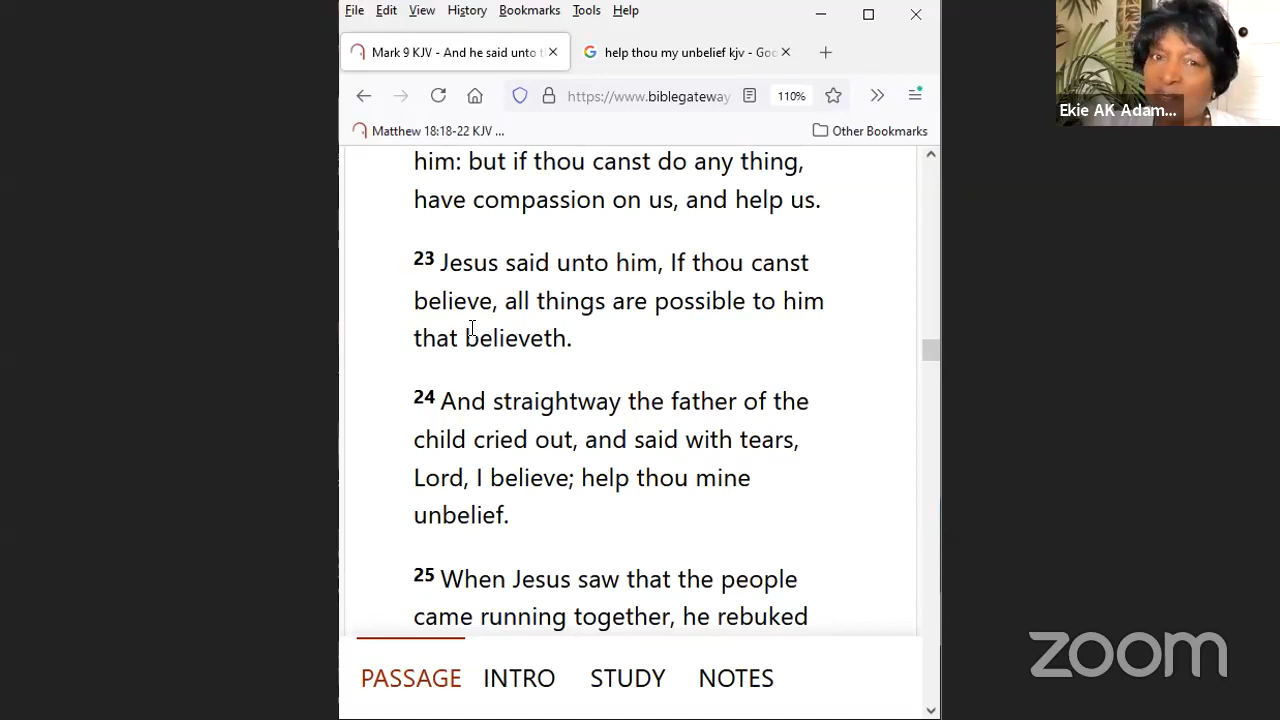 File Edit View History Bookmarks Tools Help
Mark 9 KJV - And he said unto t
help thou my unbelief kjv - Goo
https://www.biblegateway
110%
Matthew 18:18-22 KJV ...
Other Bookmarks
Ekie AK Adam...
him: but if thou canst do any thing,
have compassion on us, and help us.
23 Jesus said unto him, If thou canst
believe, all things are possible to him
that believeth.
24 And straightway the father of the
child cried out, and said with tears,
Lord, I believe; help thou mine
unbelief.
25 When Jesus saw that the people
came running together, he rebuked
PASSAGE INTRO STUDY NOTES
zoom